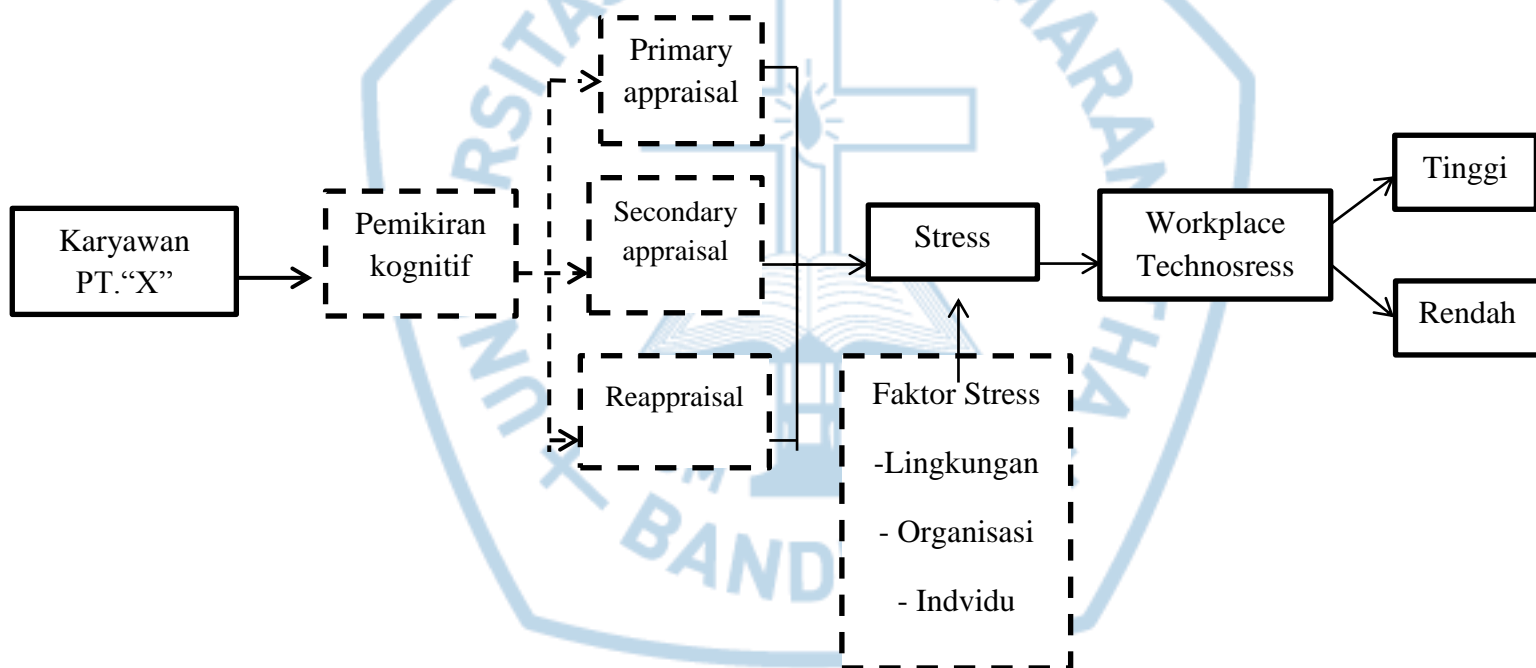 Karyawan
PT.“X”
Pemikiran
kognitif
Primary
appraisal
Secondary
appraisal
Reappraisal
Stress
Faktor Stress
-Lingkungan
- Organisasi
- Indvidu
Workplace
Technosress
Tinggi
Rendah